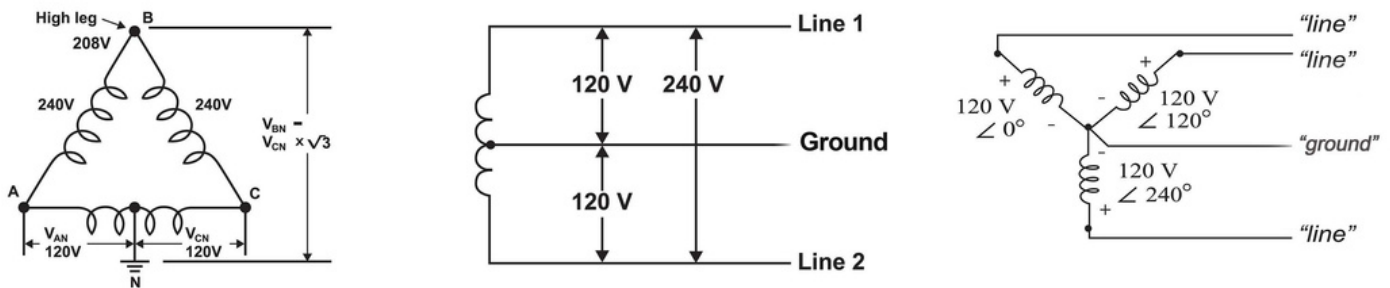 High leg
B
208V
240V
240V
V_BN =
V_CN × √3
A
C
V_AN
120V
V_CN
120V
N
Line 1
120 V
240 V
Ground
120 V
Line 2
"line"
"line"
+
+
120 V
∠ 0°
-
-
120 V
∠ 120°
"ground"
-
120 V
∠ 240°
+
"line"